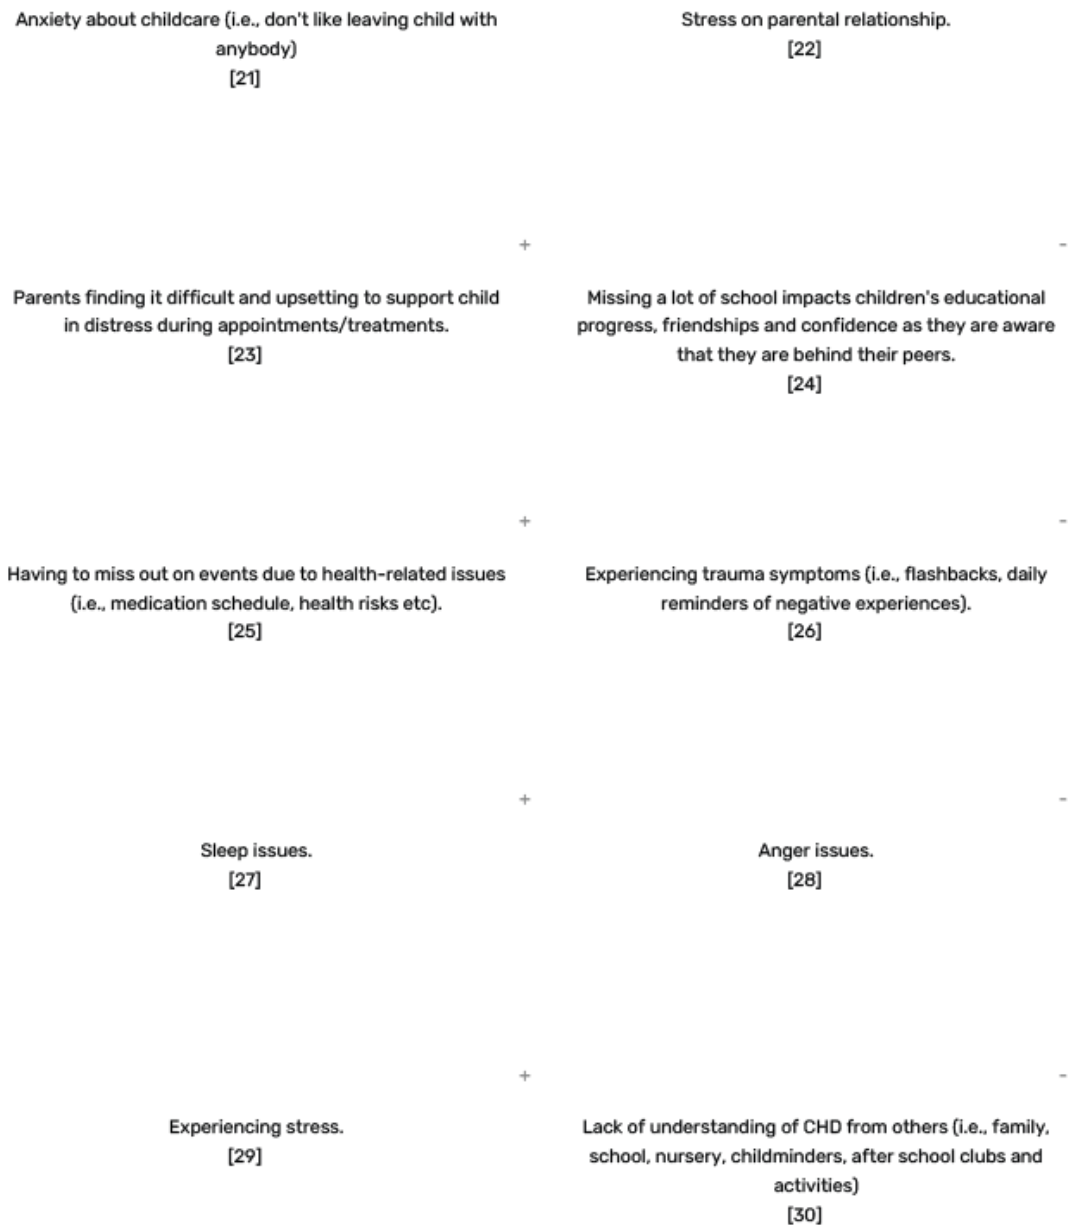 Anxiety about childcare (i.e., don't like leaving child with
anybody)
[21]
Stress on parental relationship.
[22]
+
-
Parents finding it difficult and upsetting to support child
in distress during appointments/treatments.
[23]
Missing a lot of school impacts children's educational
progress, friendships and confidence as they are aware
that they are behind their peers.
[24]
+
-
Having to miss out on events due to health-related issues
(i.e., medication schedule, health risks etc).
[25]
Experiencing trauma symptoms (i.e., flashbacks, daily
reminders of negative experiences).
[26]
+
-
Sleep issues.
[27]
Anger issues.
[28]
+
-
Experiencing stress.
[29]
Lack of understanding of CHD from others (i.e., family,
school, nursery, childminders, after school clubs and
activities)
[30]